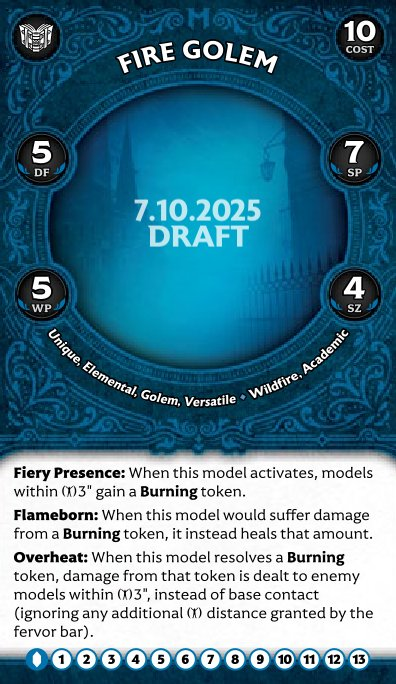 FIRE GOLEM
10
COST
5
DF
7
SP
7.10.2025
DRAFT
5
WP
4
SZ
Unique, Elemental, Golem, Versatile ⬥ Wildfire, Academic
Fiery Presence: When this model activates, models
within 3" gain a Burning token.
Flameborn: When this model would suffer damage
from a Burning token, it instead heals that amount.
Overheat: When this model resolves a Burning
token, damage from that token is dealt to enemy
models within 3", instead of base contact
(ignoring any additional () distance granted by the
fervor bar).
1 2 3 4 5 6 7 8 9 10 11 12 13